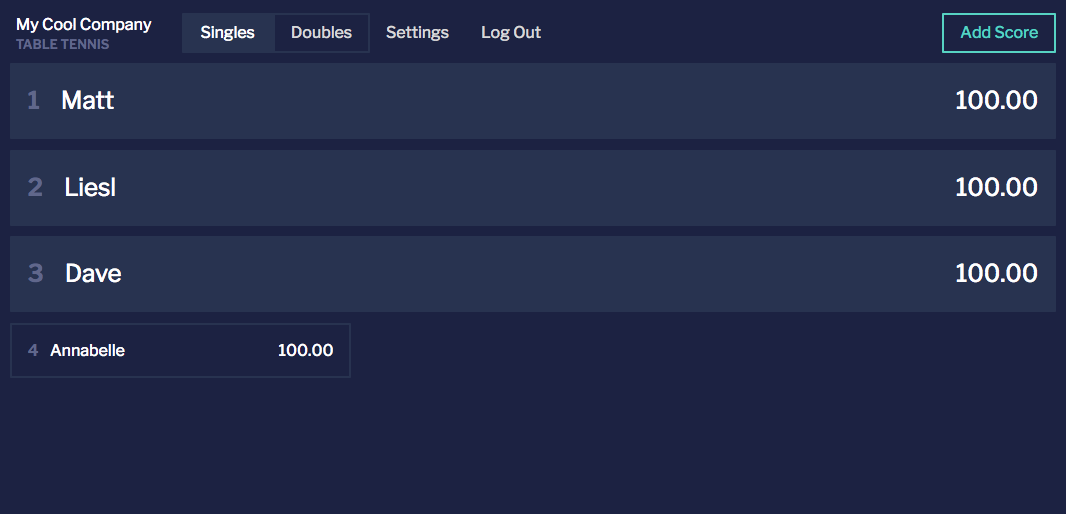 My Cool Company
TABLE TENNIS
Singles Doubles Settings Log Out Add Score
1 Matt 100.00
2 Liesl 100.00
3 Dave 100.00
4 Annabelle 100.00